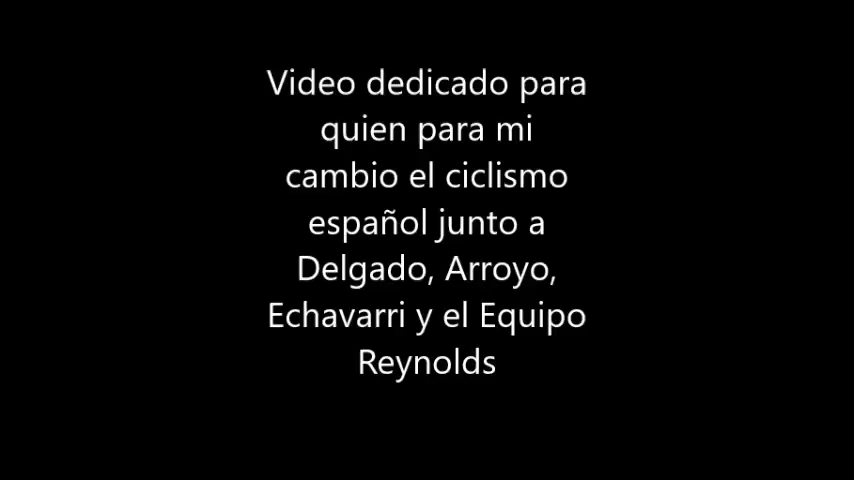 Video dedicado para
quien para mi
cambio el ciclismo
español junto a
Delgado, Arroyo,
Echavarri y el Equipo
Reynolds